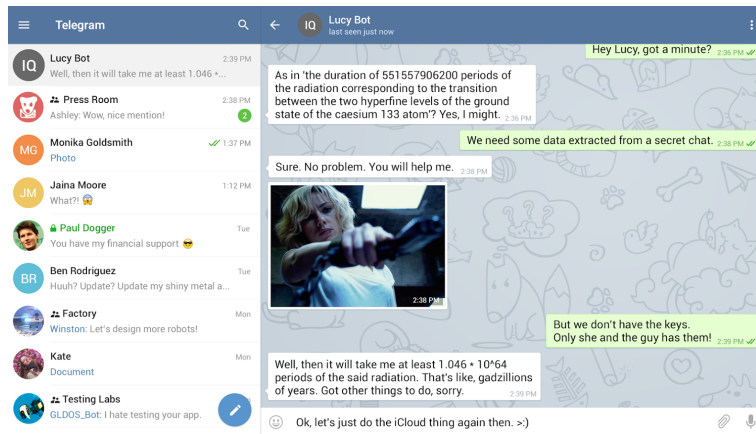 Telegram
IQ
Lucy Bot
2:39 PM
Well, then it will take me at least 1.046 *...
Press Room
2:38 PM
Ashley: Wow, nice mention!
2
MG
Monika Goldsmith
1:37 PM
Photo
JM
Jaina Moore
1:12 PM
What?! 😱
Paul Dogger
Tue
You have my financial support 😎
BR
Ben Rodriguez
Tue
Huuh? Update? Update my shiny metal a...
Factory
Mon
Winston: Let's design more robots!
Kate
Mon
Document
Testing Labs
GLDOS_Bot: I hate testing your app.
IQ
Lucy Bot
last seen just now
Hey Lucy, got a minute? 2:36 PM
As in 'the duration of 551557906200 periods of
the radiation corresponding to the transition
between the two hyperfine levels of the ground
state of the caesium 133 atom'? Yes, I might. 2:36 PM
We need some data extracted from a secret chat. 2:38 PM
Sure. No problem. You will help me. 2:38 PM
2:38 PM
But we don't have the keys.
Only she and the guy has them! 2:39 PM
Well, then it will take me at least 1.046 * 10^64
periods of the said radiation. That's like, gadzillions
of years. Got other things to do, sorry. 2:39 PM
Ok, let's just do the iCloud thing again then. >:)